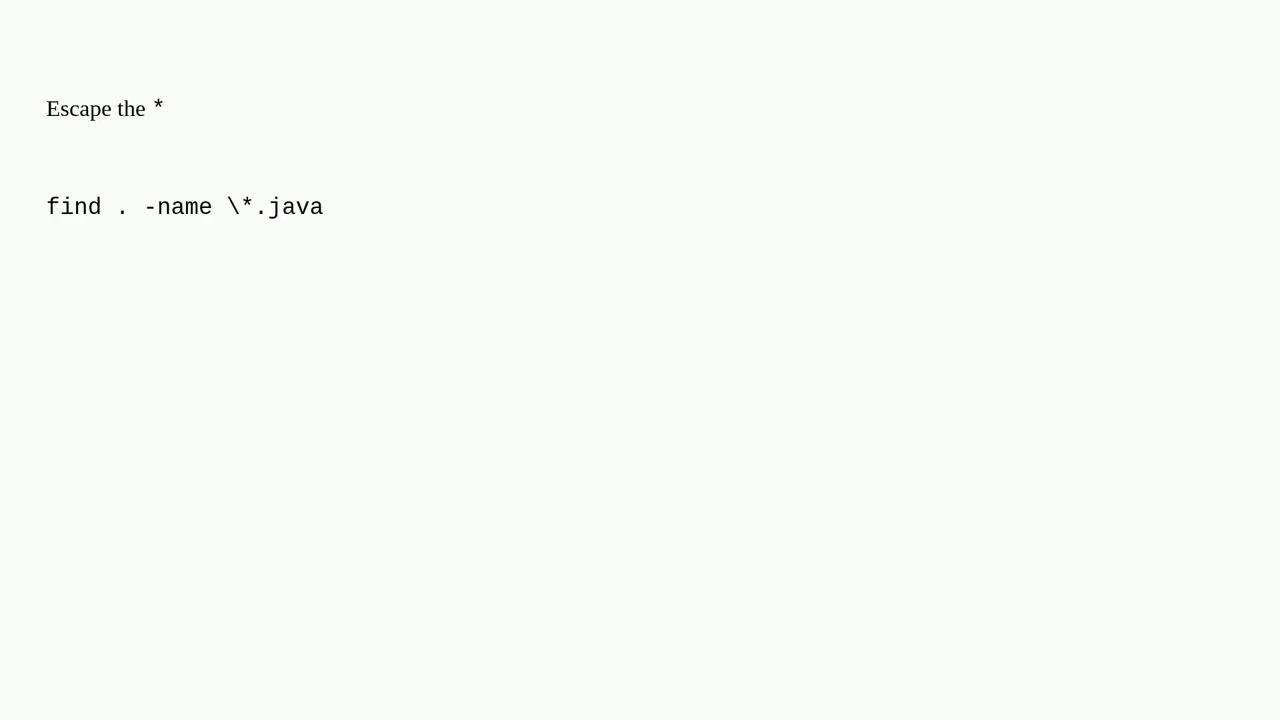 Escape the *
find . -name \*.java